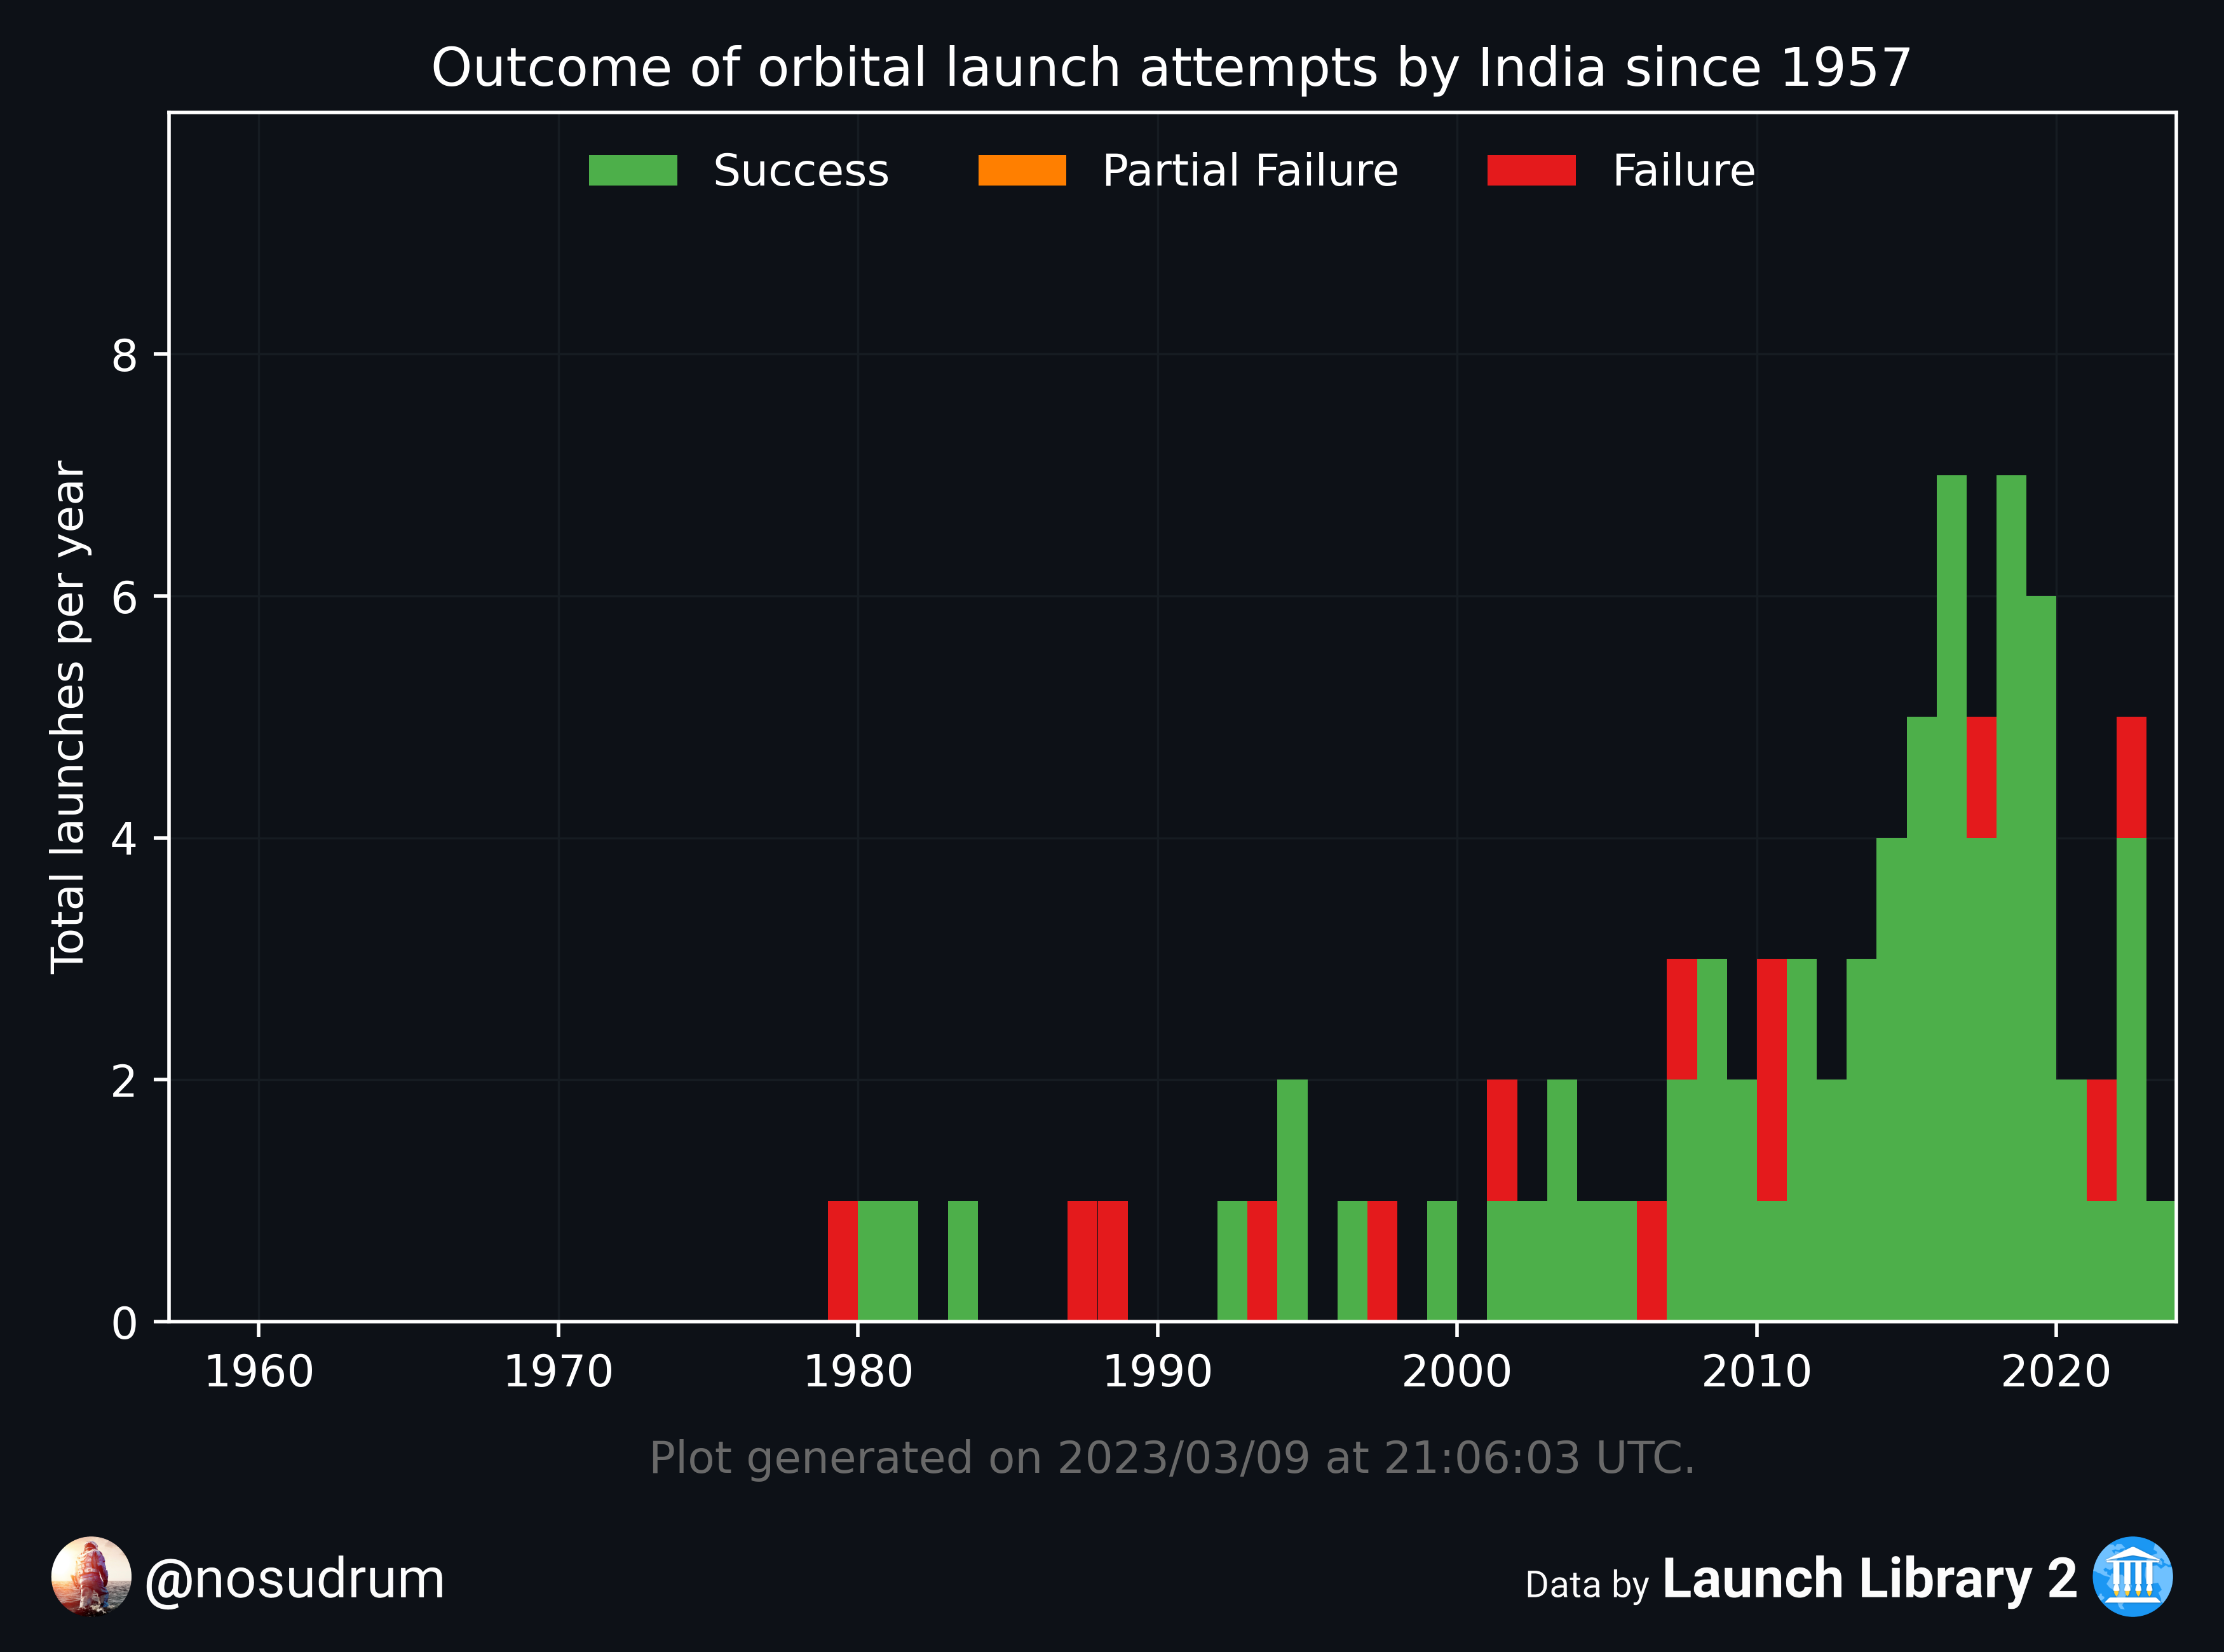 Outcome of orbital launch attempts by India since 1957
Success Partial Failure Failure
Total launches per year
8
6
4
2
0
1960 1970 1980 1990 2000 2010 2020
Plot generated on 2023/03/09 at 21:06:03 UTC.
@nosudrum
Data by Launch Library 2